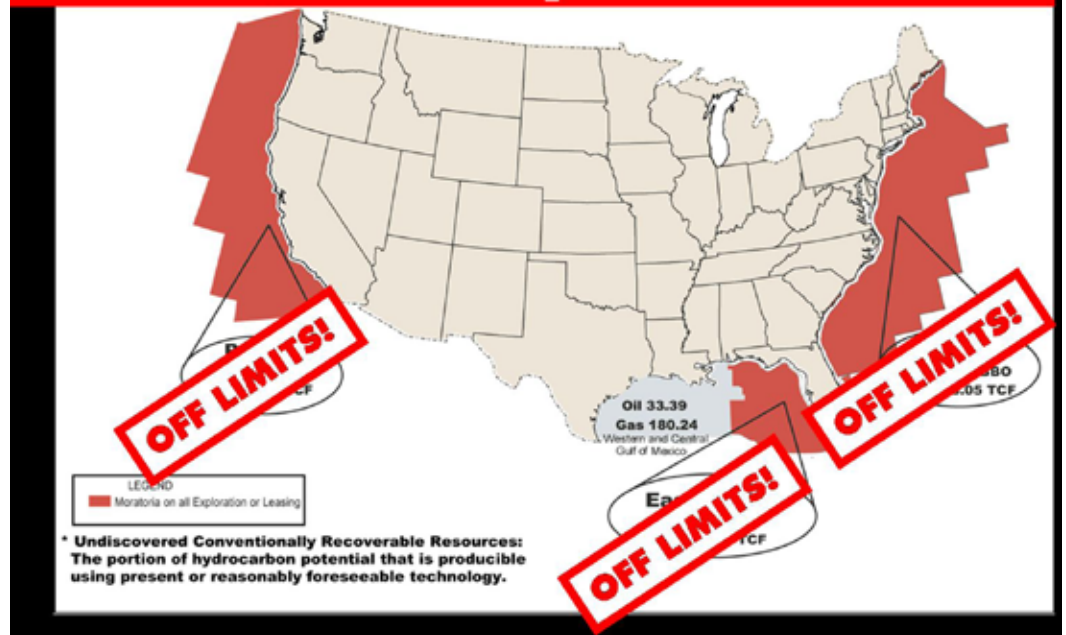 OFF LIMITS!
TCF
OFF LIMITS!
BBO
.05 TCF
Oil 33.39
Gas 180.24
Western and Central
Gulf of Mexico
OFF LIMITS!
TCF
LEGEND
Moratoria on all Exploration or Leasing
* Undiscovered Conventionally Recoverable Resources:
The portion of hydrocarbon potential that is producible
using present or reasonably foreseeable technology.